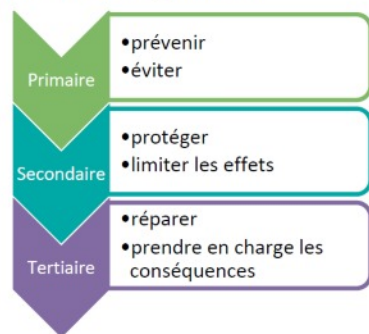 Primaire
•prévenir
•éviter
Secondaire
•protéger
•limiter les effets
Tertiaire
•réparer
•prendre en charge les
conséquences